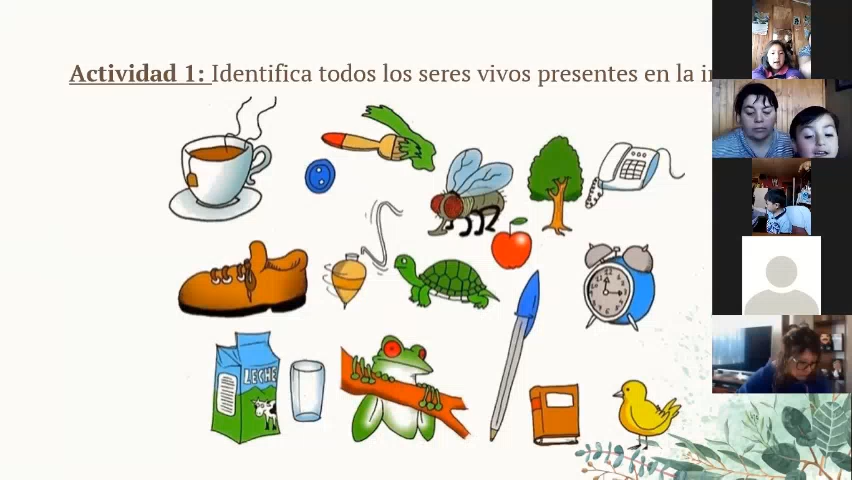 Actividad 1: Identifica todos los seres vivos presentes en la
LECHE